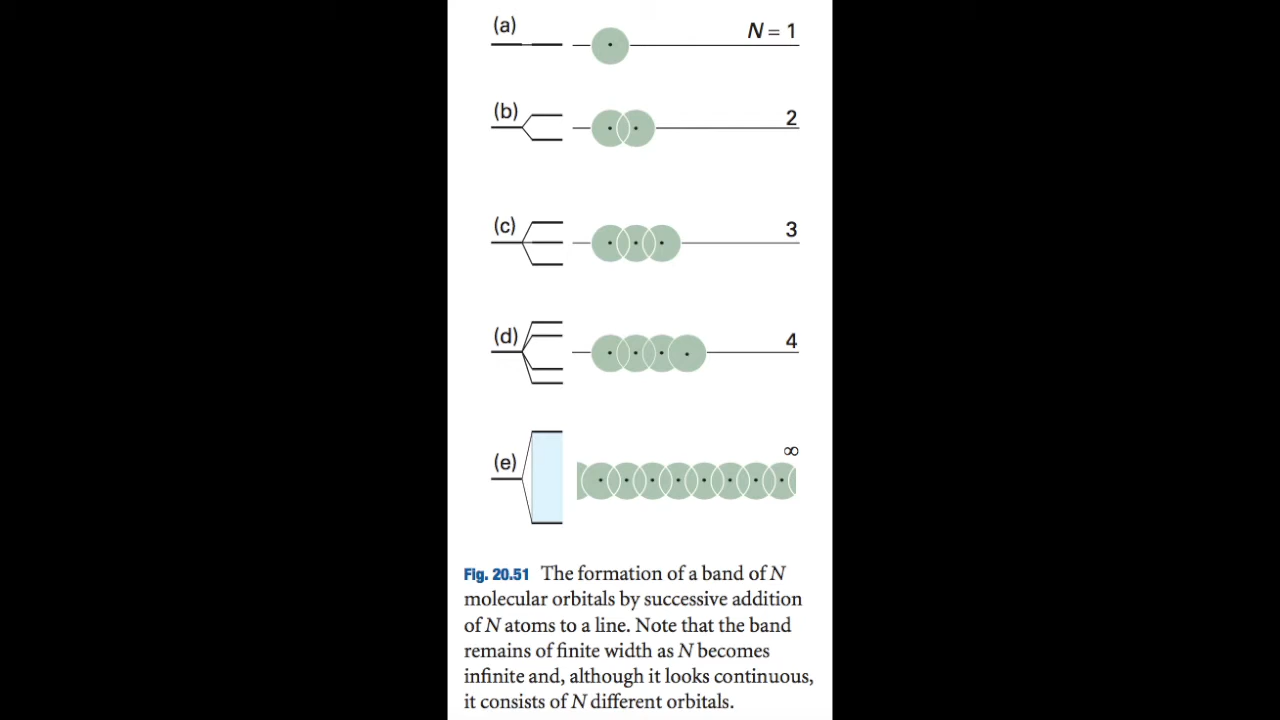 (a)
N = 1
(b)
2
(c)
3
(d)
4
(e)
∞
Fig. 20.51 The formation of a band of N
molecular orbitals by successive addition
of N atoms to a line. Note that the band
remains of finite width as N becomes
infinite and, although it looks continuous,
it consists of N different orbitals.